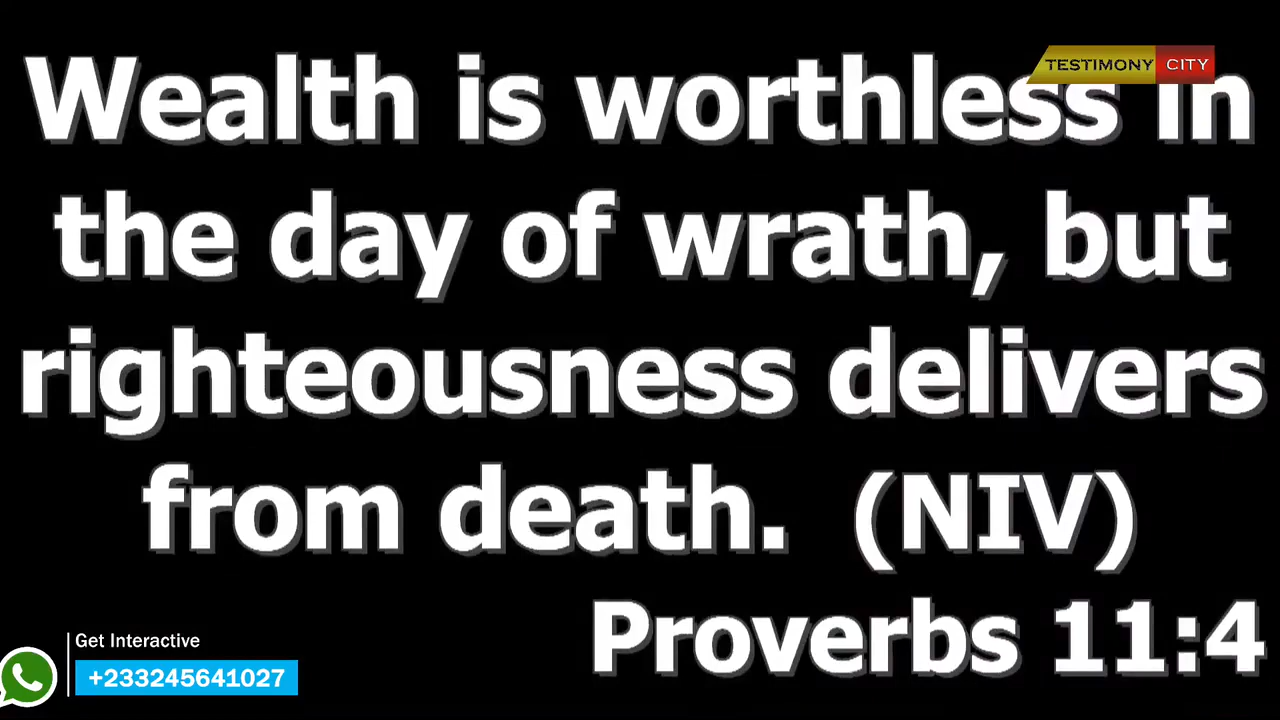 TESTIMONY CITY
Wealth is worthless in
the day of wrath, but
righteousness delivers
from death. (NIV)
Proverbs 11:4
Get Interactive
+233245641027